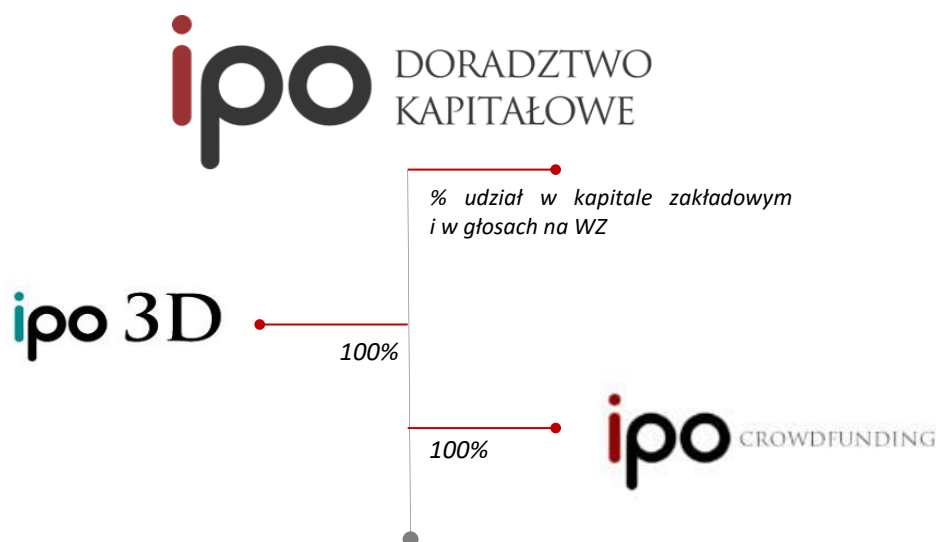 ipo DORADZTWO
KAPITAŁOWE
% udział w kapitale zakładowym
i w głosach na WZ
ipo 3D
100%
100%
ipo CROWDFUNDING